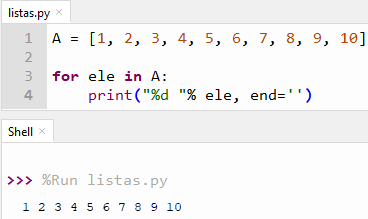 listas.py ×
1 A = [1, 2, 3, 4, 5, 6, 7, 8, 9, 10]
2
3 for ele in A:
4     print("%d "% ele, end='')
Shell ×
>>> %Run listas.py
1 2 3 4 5 6 7 8 9 10